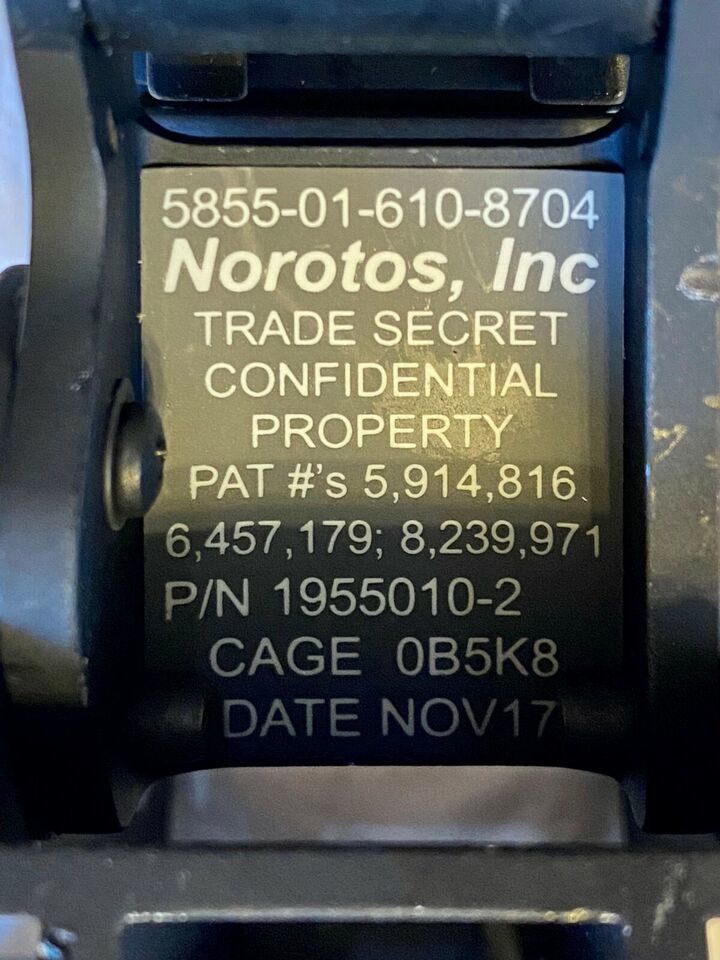 5855-01-610-8704
Norotos, Inc
TRADE SECRET
CONFIDENTIAL
PROPERTY
PAT #'s 5,914,816
6,457,179; 8,239,971
P/N 1955010-2
CAGE 0B5K8
DATE NOV17